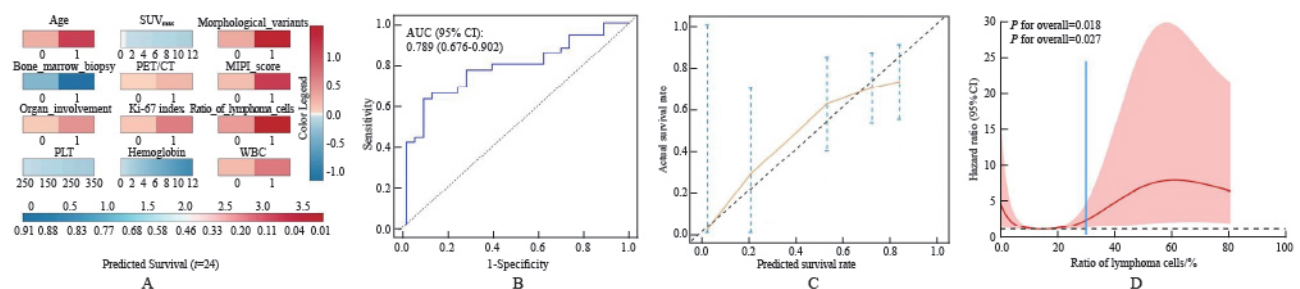 Age
SUVmax
Morphological_variants
0 1
0 2 4 6 8 10 12
0 1
Bone_marrow_biopsy
PET/CT
MIPI_score
0 1
0 1
0 1
Organ_involvement
Ki-67 index
Ratio_of_lymphoma_cells
0 1
0 1
0 1
PLT
Hemoglobin
WBC
250 150 250 350
0 2 4 6 8 10 12
0 1
1.0
0.5
0.0
-0.5
-1.0
Color Legend
0 0.5 1.0 1.5 2.0 2.5 3.0 3.5
0.91 0.88 0.83 0.77 0.68 0.58 0.46 0.33 0.20 0.11 0.04 0.01
Predicted Survival (t=24)
A
AUC (95% CI):
0.789 (0.676-0.902)
Sensitivity
1.0
0.8
0.6
0.4
0.2
0.0
0.0 0.2 0.4 0.6 0.8 1.0
1-Specificity
B
Actual survival rate
1.0
0.8
0.6
0.4
0.2
0.0
0.0 0.2 0.4 0.6 0.8 1.0
Predicted survival rate
C
P for overall=0.018
P for overall=0.027
Hazard ratio (95%CI)
30
25
20
15
10
5
0
0.0 20 40 60 80 100
Ratio of lymphoma cells/%
D